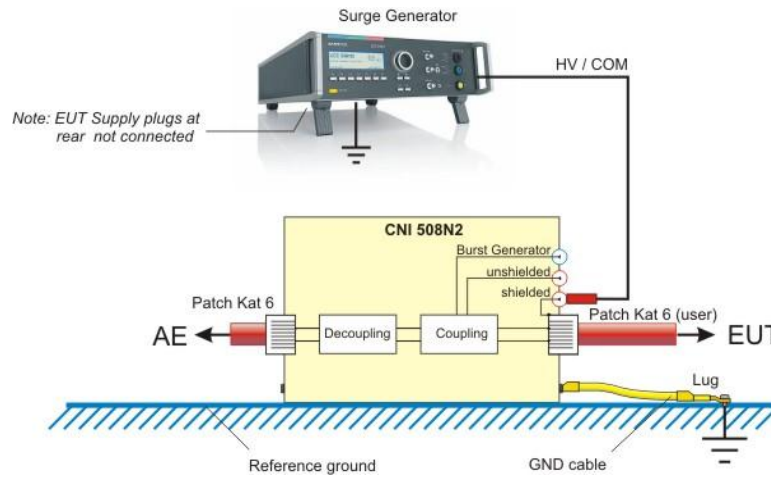 Surge Generator
HV / COM
Note: EUT Supply plugs at
rear not connected
CNI 508N2
Burst Generator
unshielded
shielded
Patch Kat 6
Patch Kat 6 (user)
AE
Decoupling
Coupling
EUT
Lug
Reference ground
GND cable